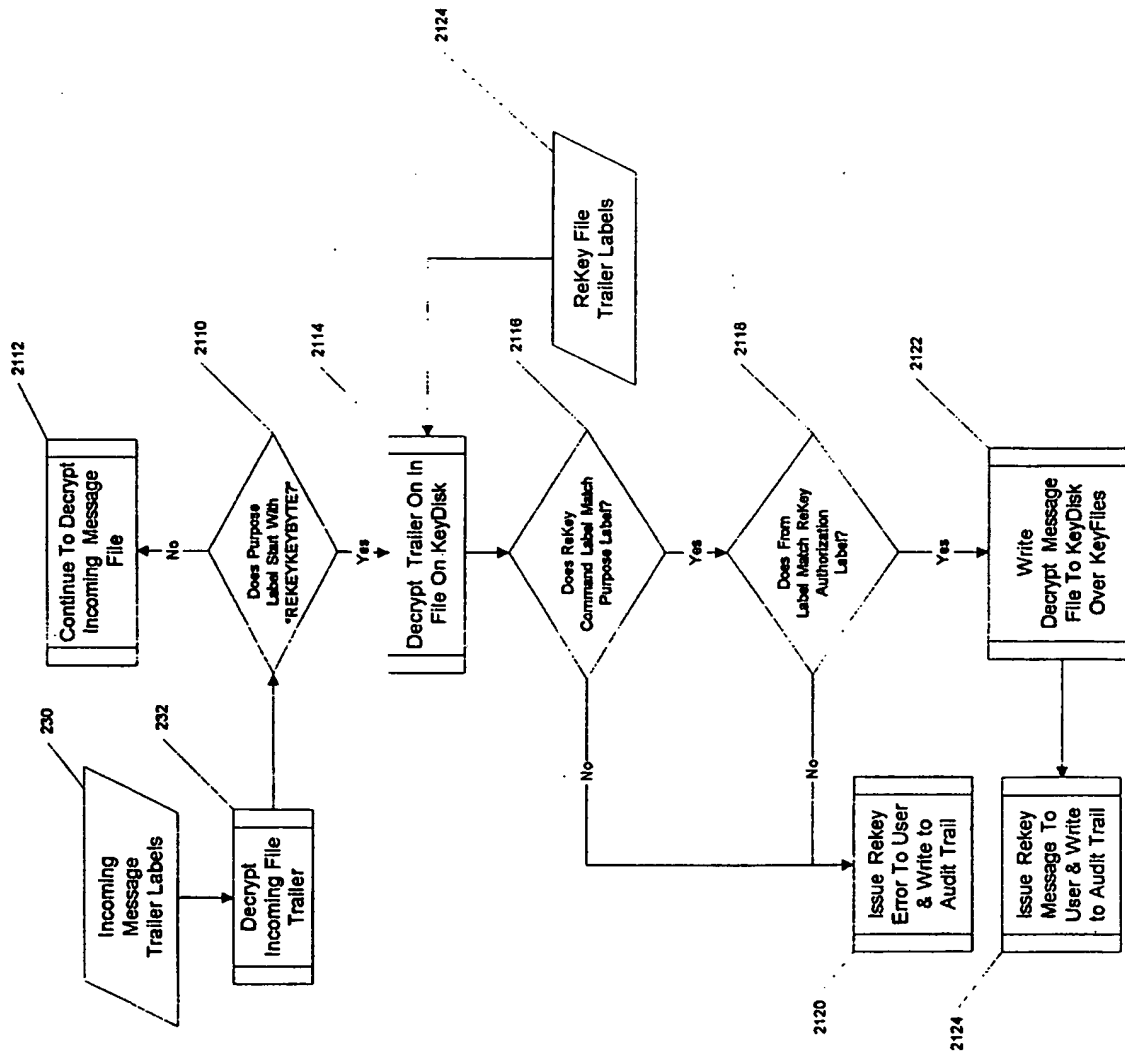 2112
Continue To Decrypt
Incoming Message
File
230
Incoming
Message
Trailer Labels
232
Decrypt
Incoming File
Trailer
No
2110
Does Purpose
Label Start With
"REKEYKEYBYTE?"
Yes
2114
Decrypt Trailer On In
File On KeyDisk
2124
ReKey File
Trailer Labels
2116
Does ReKey
Command Label Match
Purpose Label?
No
Yes
2118
Does From
Label Match ReKey
Authorization
Label?
No
Yes
2120
Issue Rekey
Error To User
& Write to
Audit Trail
2122
Write
Decrypt Message
File To KeyDisk
Over KeyFiles
2124
Issue Rekey
Message To
User & Write
to Audit Trail